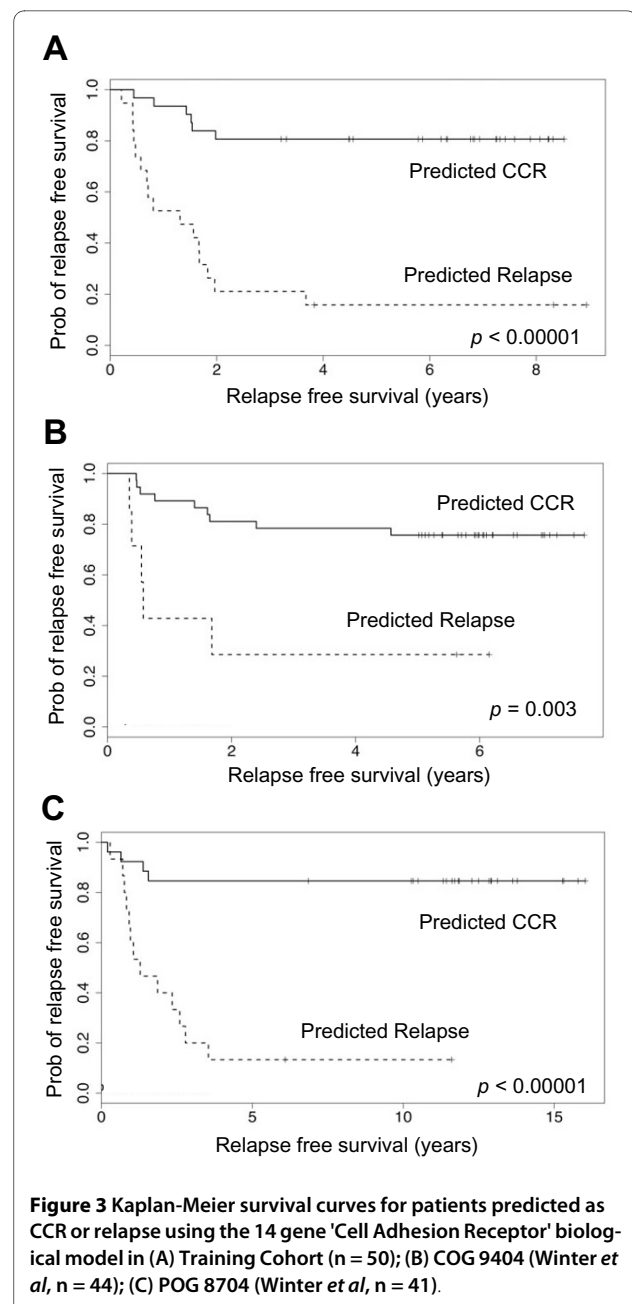 A
Prob of relapse free survival
1.0
0.8
0.6
0.4
0.2
0.0
Predicted CCR
Predicted Relapse
p < 0.00001
0 2 4 6 8
Relapse free survival (years)
B
Prob of relapse free survival
1.0
0.8
0.6
0.4
0.2
0.0
Predicted CCR
Predicted Relapse
p = 0.003
0 2 4 6
Relapse free survival (years)
C
Prob of relapse free survival
1.0
0.8
0.6
0.4
0.2
0.0
Predicted CCR
Predicted Relapse
p < 0.00001
0 5 10 15
Relapse free survival (years)
Figure 3 Kaplan-Meier survival curves for patients predicted as
CCR or relapse using the 14 gene 'Cell Adhesion Receptor' biolog-
ical model in (A) Training Cohort (n = 50); (B) COG 9404 (Winter et
al, n = 44); (C) POG 8704 (Winter et al, n = 41).